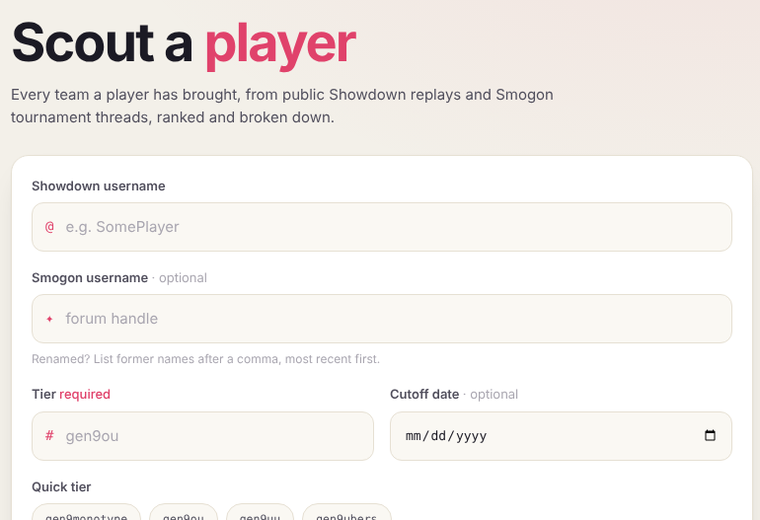 Scout a player
Every team a player has brought, from public Showdown replays and Smogon
tournament threads, ranked and broken down.
Showdown username
@ e.g. SomePlayer
Smogon username · optional
✦ forum handle
Renamed? List former names after a comma, most recent first.
Tier required
Cutoff date · optional
# gen9ou
mm/dd/yyyy
Quick tier
gen9monotype gen9ou gen9uu gen9ubers